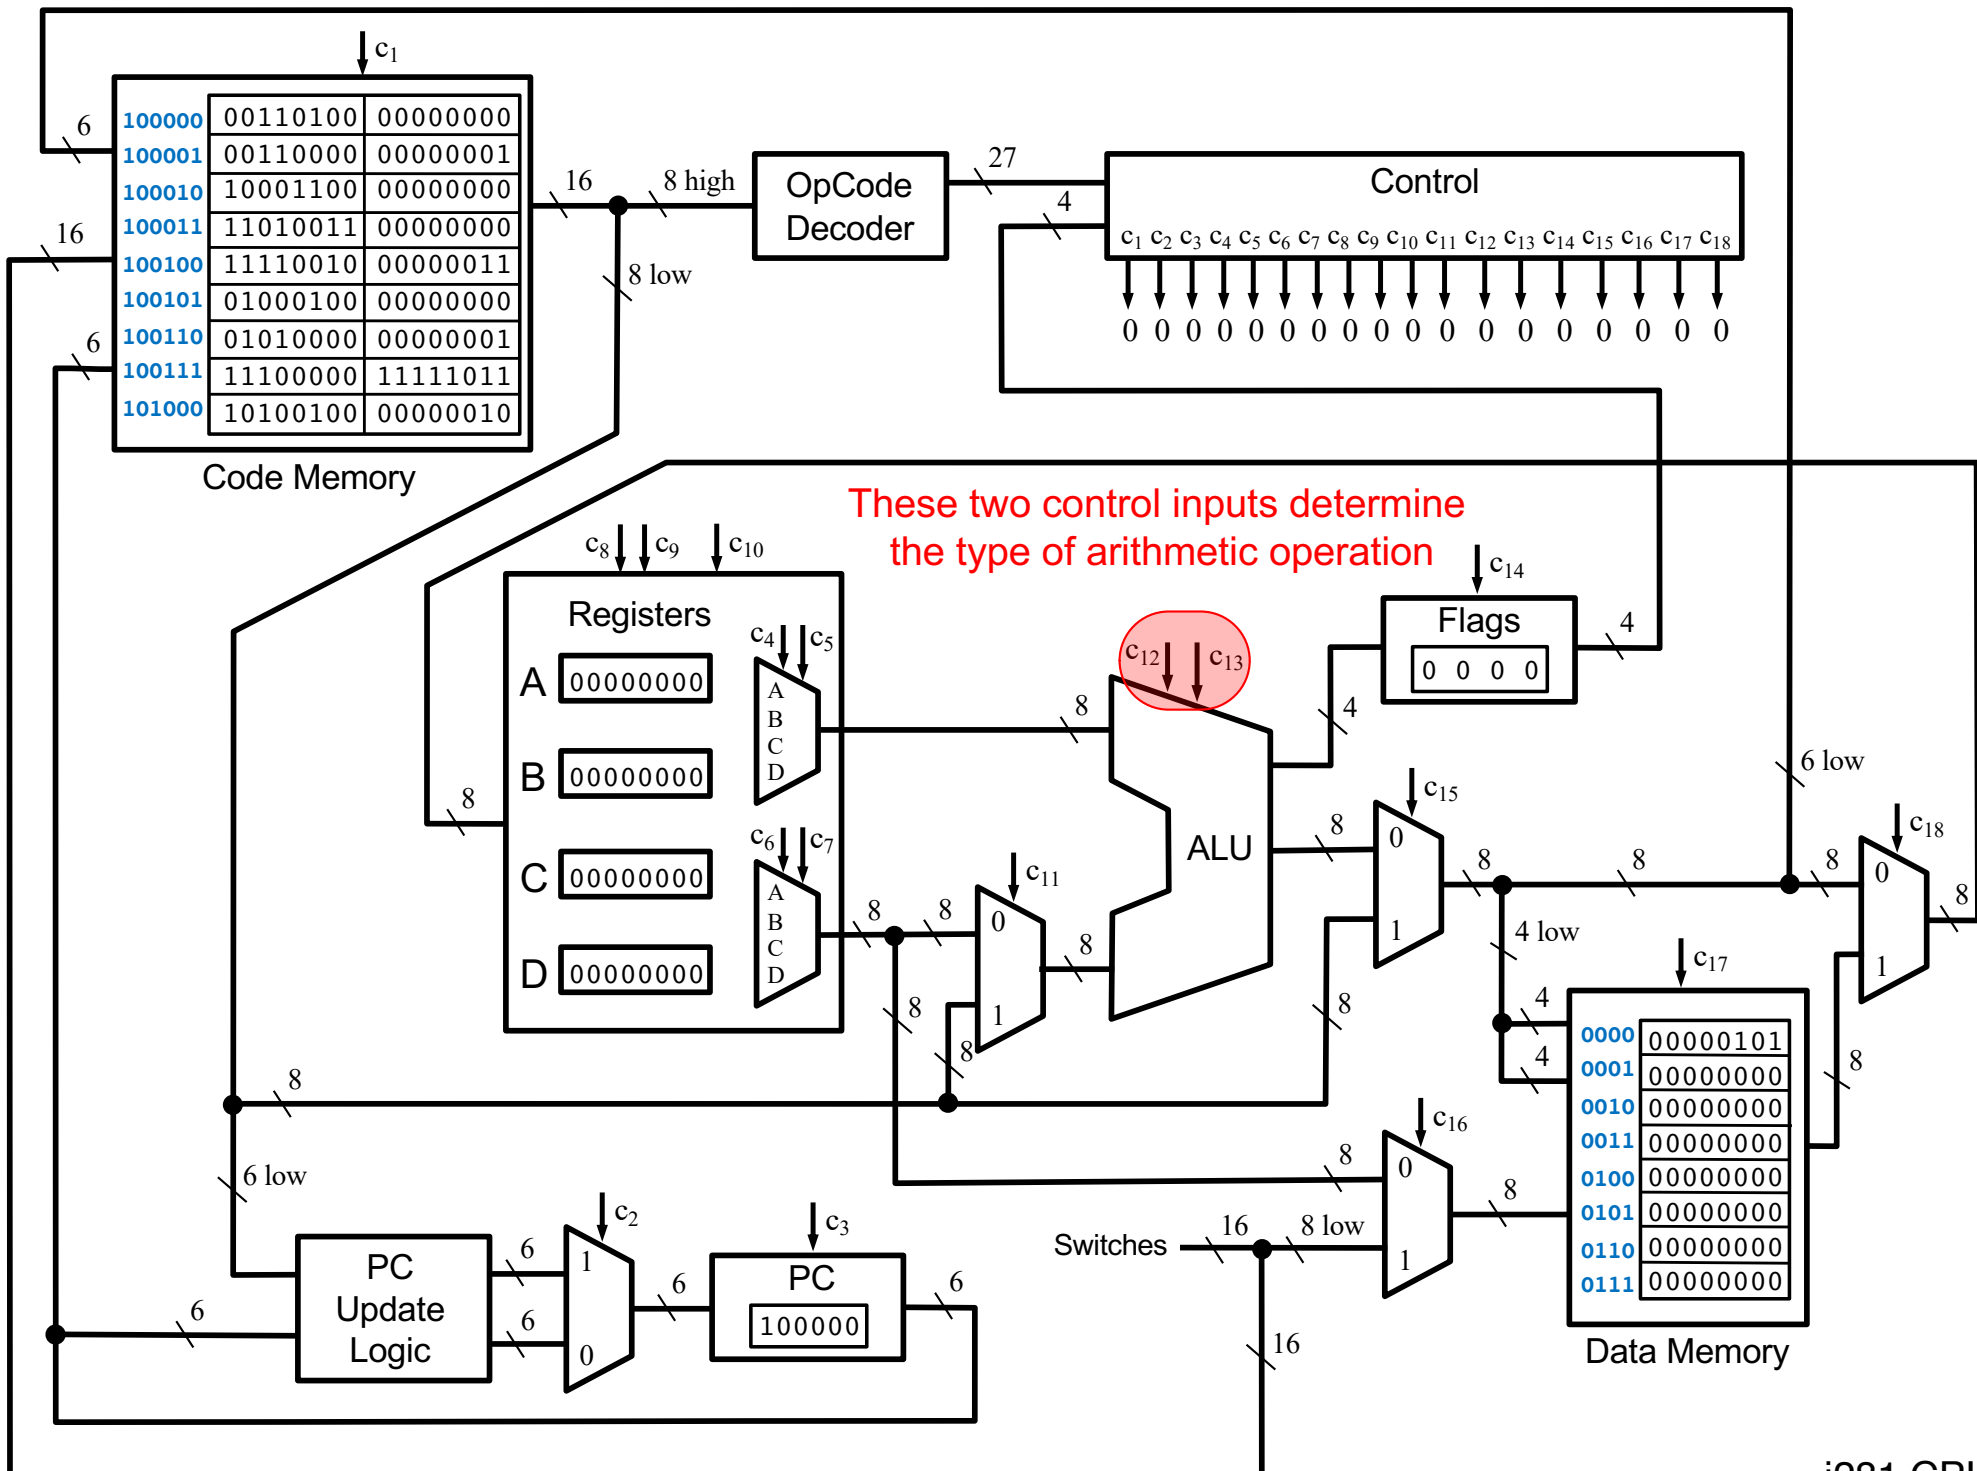 c1
6
100000 00110100 00000000
100001 00110000 00000001
100010 10001100 00000000
100011 11010011 00000000
100100 11110010 00000011
100101 01000100 00000000
100110 01010000 00000001
100111 11100000 11111011
101000 10100100 00000010
16
6
Code Memory
16
8 high
8 low
OpCode
Decoder
27
4
Control
c1 c2 c3 c4 c5 c6 c7 c8 c9 c10 c11 c12 c13 c14 c15 c16 c17 c18
0 0 0 0 0 0 0 0 0 0 0 0 0 0 0 0 0 0
These two control inputs determine
the type of arithmetic operation
c8 c9 c10
Registers
A 00000000
B 00000000
C 00000000
D 00000000
8
c4 c5
A
B
C
D
c6 c7
A
B
C
D
8
8
8
8
c11
0
1
8
8
c12 c13
ALU
c14
Flags
0 0 0 0
4
4
8
c15
0
1
8
8
8
6 low
8
c18
0
1
8
4 low
4
4
c17
0000 00000101
0001 00000000
0010 00000000
0011 00000000
0100 00000000
0101 00000000
0110 00000000
0111 00000000
Data Memory
8
8
6 low
PC
Update
Logic
6
6
6
c2
1
0
6
c3
PC
100000
6
Switches
16
8 low
16
8
c16
0
1
8